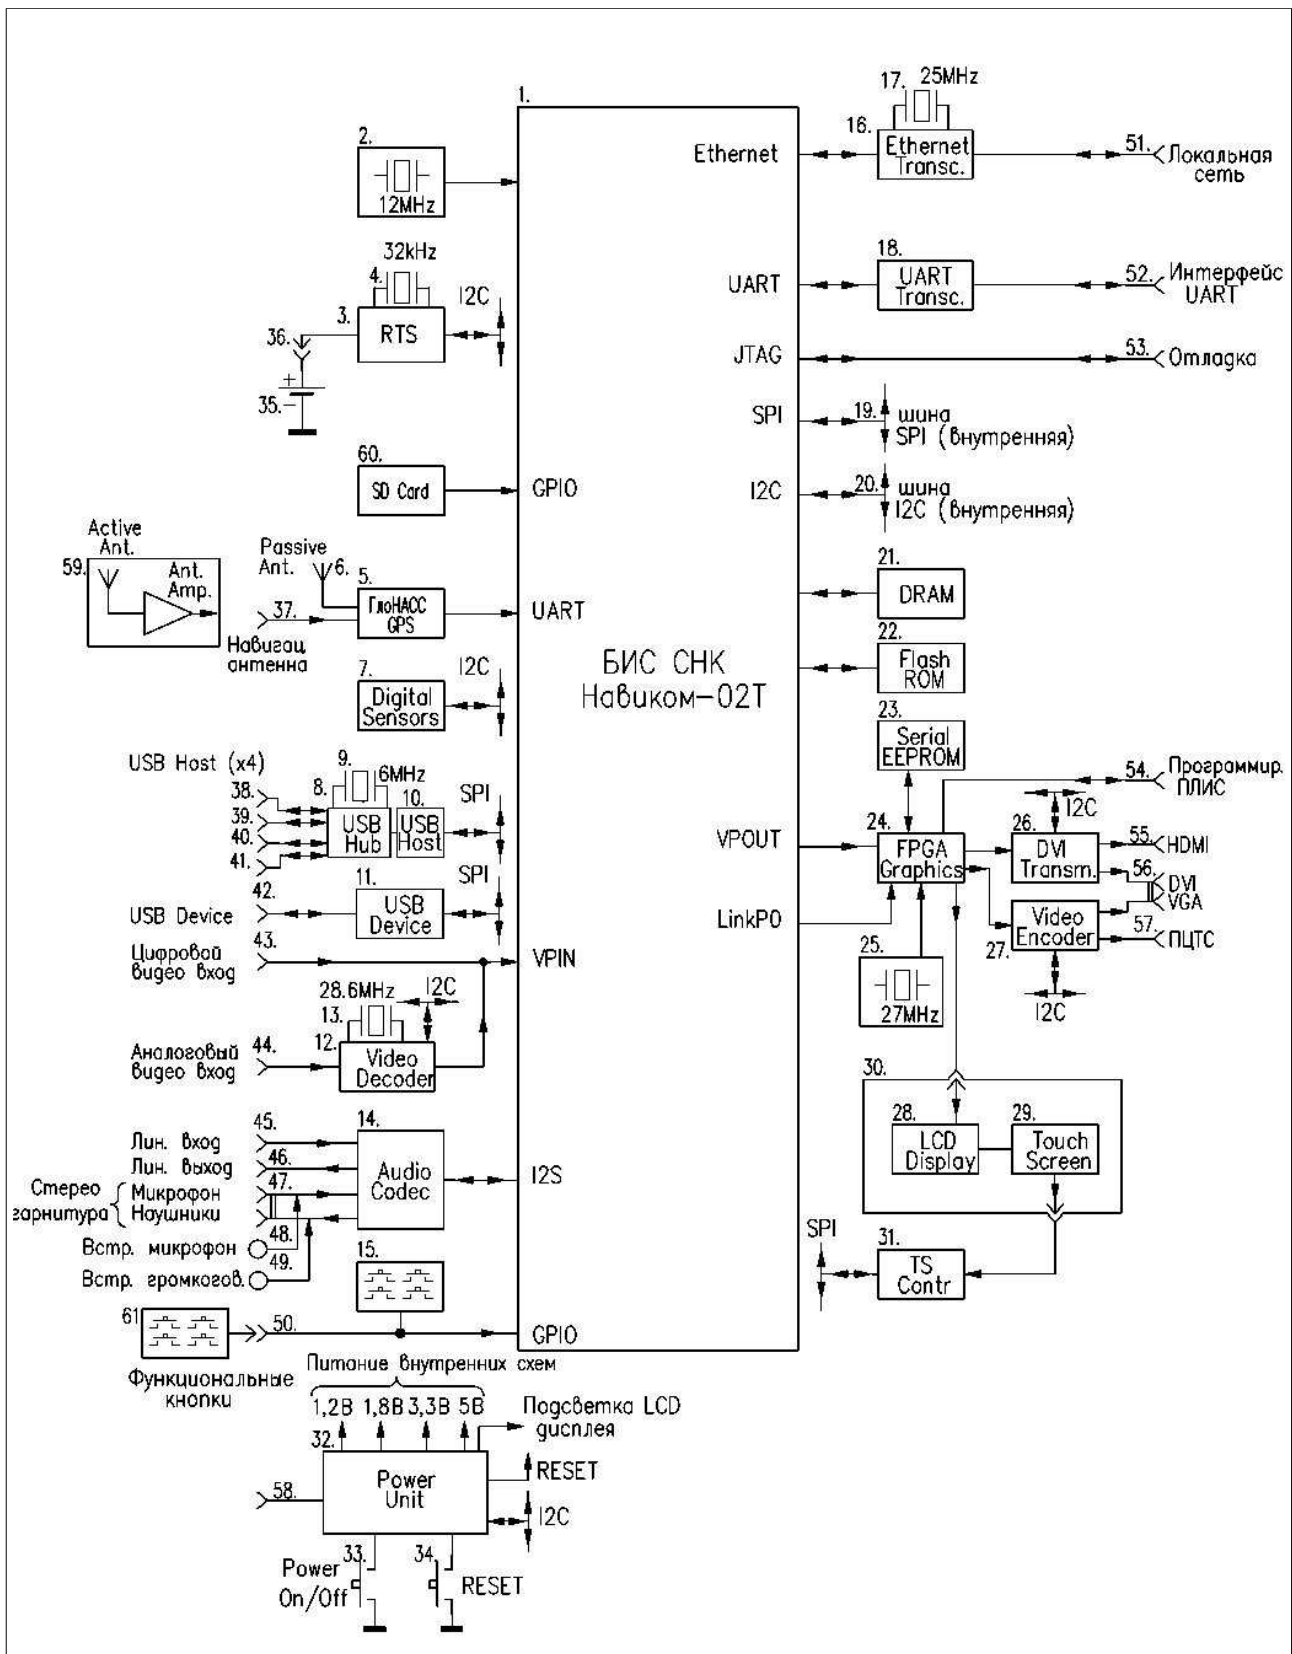 1.
2.
12MHz
32kHz
4.
3.
RTS
I2C
36.
+
35.
-
60.
SD Card
GPIO
Active
Ant.
59.
Ant.
Amp.
Passive
Ant.
6.
5.
ГлоНАСС
GPS
UART
37.
Навигац.
антенна
7.
Digital
Sensors
I2C
USB Host (x4)
38.
39.
40.
41.
9.
6MHz
8.
USB
Hub
10.
USB
Host
SPI
42.
USB Device
11.
USB
Device
SPI
43.
Цифровой
видео вход
VPIN
28.6MHz
I2C
13.
44.
Аналоговый
видео вход
12.
Video
Decoder
45.
Лин. вход
46.
Лин. выход
47.
Стерео
гарнитура
Микрофон
Наушники
48.
Встр. микрофон
49.
Встр. громкогов.
14.
Audio
Codec
I2S
15.
61
50.
GPIO
Функциональные
кнопки
БИС СНК
Навиком-02Т
17.
25MHz
16.
Ethernet
Ethernet
Transc.
51.
Локальная
сеть
UART
18.
UART
Transc.
52.
Интерфейс
UART
JTAG
53.
Отладка
SPI
19.
шина
SPI (внутренняя)
I2C
20.
шина
I2C (внутренняя)
21.
DRAM
22.
Flash
ROM
23.
Serial
EEPROM
54.
Программир.
ПЛИС
VPOUT
24.
FPGA
Graphics
I2C
26.
DVI
Transm.
55.
HDMI
56.
DVI
VGA
LinkP0
Video
Encoder
27.
57.
ПЦТС
I2C
25.
27MHz
30.
28.
LCD
Display
29.
Touch
Screen
SPI
31.
TS
Contr
Питание внутренних схем
1,2В
1,8В
3,3В
5В
Подсветка LCD
дисплея
32.
Power
Unit
RESET
58.
I2C
33.
Power
On/Off
34.
RESET